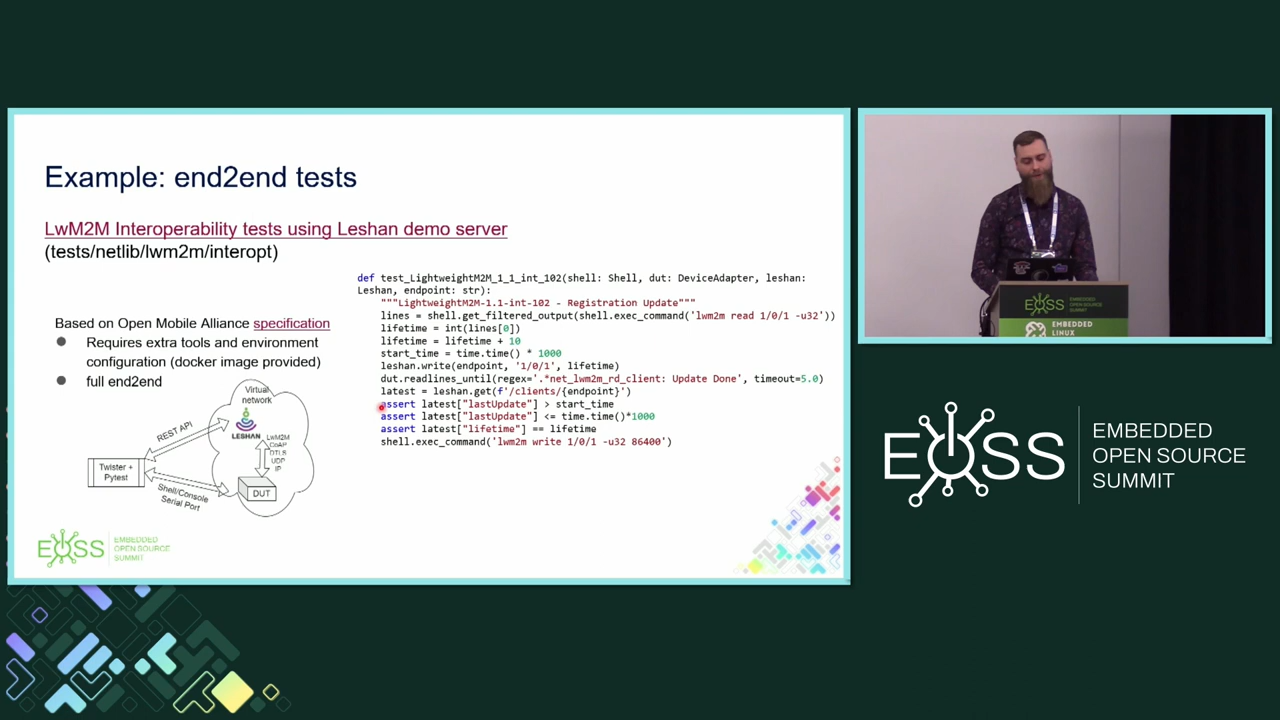 Example: end2end tests
LwM2M Interoperability tests using Leshan demo server
(tests/netlib/lwm2m/interopt)
Based on Open Mobile Alliance specification
Requires extra tools and environment
configuration (docker image provided)
full end2end
Virtual
network
LESHAN
REST API
LwM2M
CoAP
DTLS
UDP
IP
Twister +
Pytest
Shell/Console
Serial Port
DUT
def test_LightweightM2M_1_1_int_102(shell: Shell, dut: DeviceAdapter, leshan:
Leshan, endpoint: str):
"""LightweightM2M-1.1-int-102 - Registration Update"""
lines = shell.get_filtered_output(shell.exec_command('lwm2m read 1/0/1 -u32'))
lifetime = int(lines[0])
lifetime = lifetime + 10
start_time = time.time() * 1000
leshan.write(endpoint, '1/0/1', lifetime)
dut.readlines_until(regex='.*net_lwm2m_rd_client: Update Done', timeout=5.0)
latest = leshan.get(f'/clients/{endpoint}')
assert latest["lastUpdate"] > start_time
assert latest["lastUpdate"] <= time.time()*1000
assert latest["lifetime"] == lifetime
shell.exec_command('lwm2m write 1/0/1 -u32 86400')
EOSS
EMBEDDED
OPEN SOURCE
SUMMIT
EOSS
EMBEDDED
LINUX
EOSS
EMBEDDED
OPEN SOURCE
SUMMIT